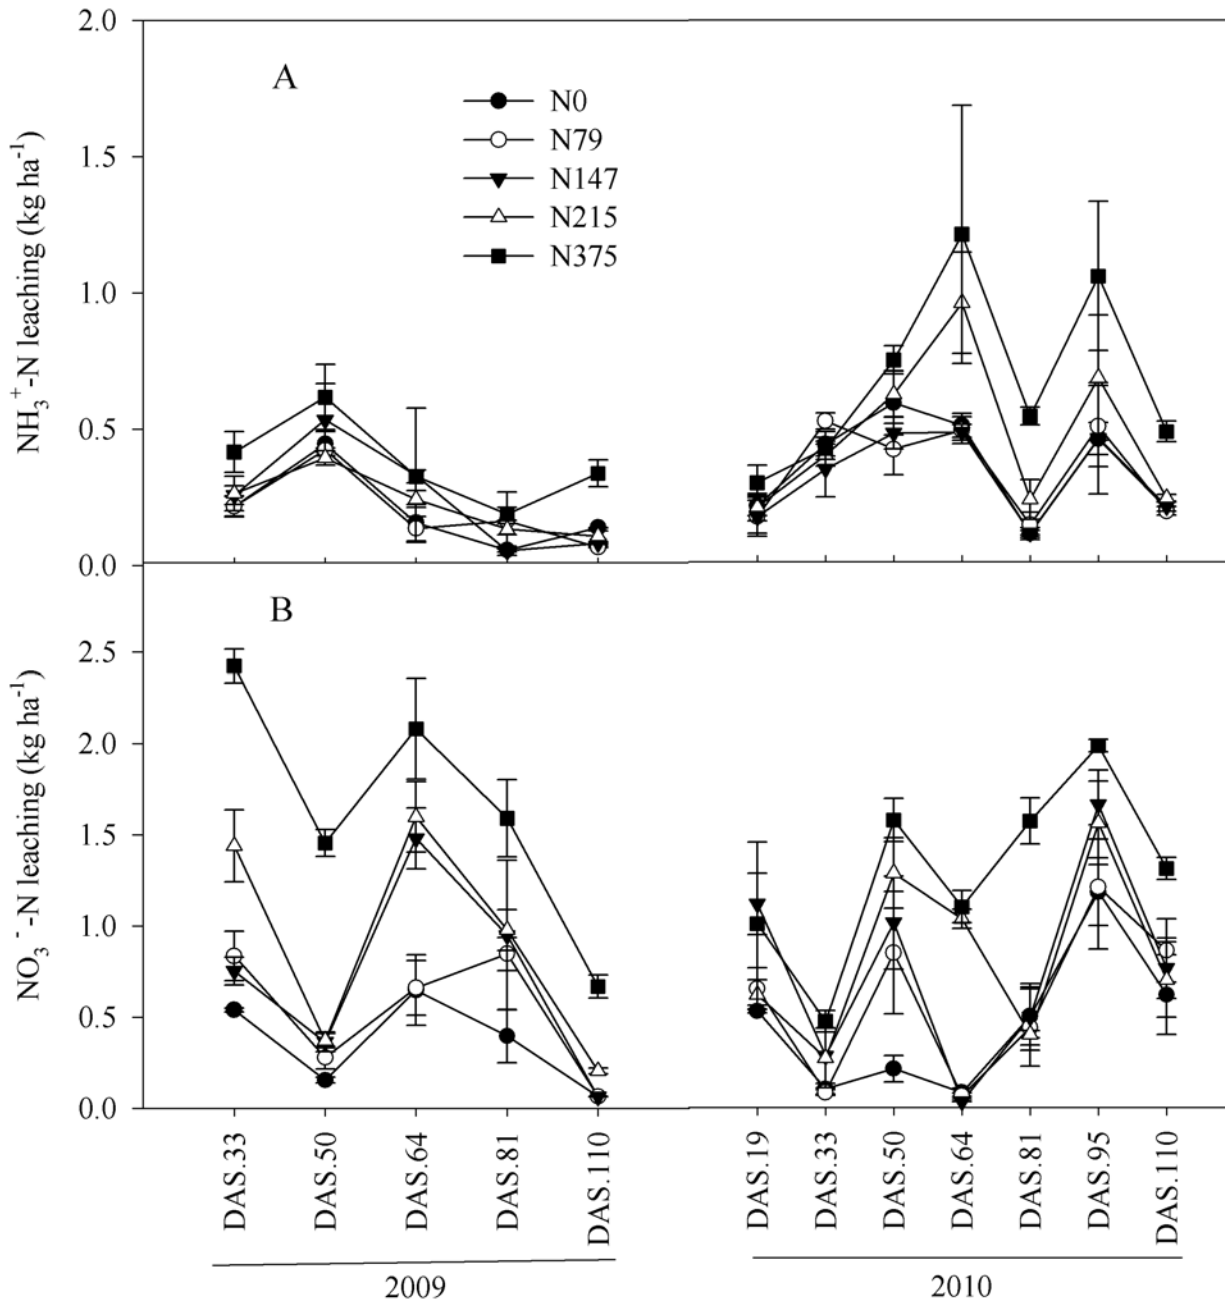 A
N0
N79
N147
N215
N375
NH₃⁺-N leaching (kg ha⁻¹)
2.0
1.5
1.0
0.5
0.0
B
NO₃⁻-N leaching (kg ha⁻¹)
2.5
2.0
1.5
1.0
0.5
0.0
DAS.33
DAS.50
DAS.64
DAS.81
DAS.110
DAS.19
DAS.33
DAS.50
DAS.64
DAS.81
DAS.95
DAS.110
2009
2010